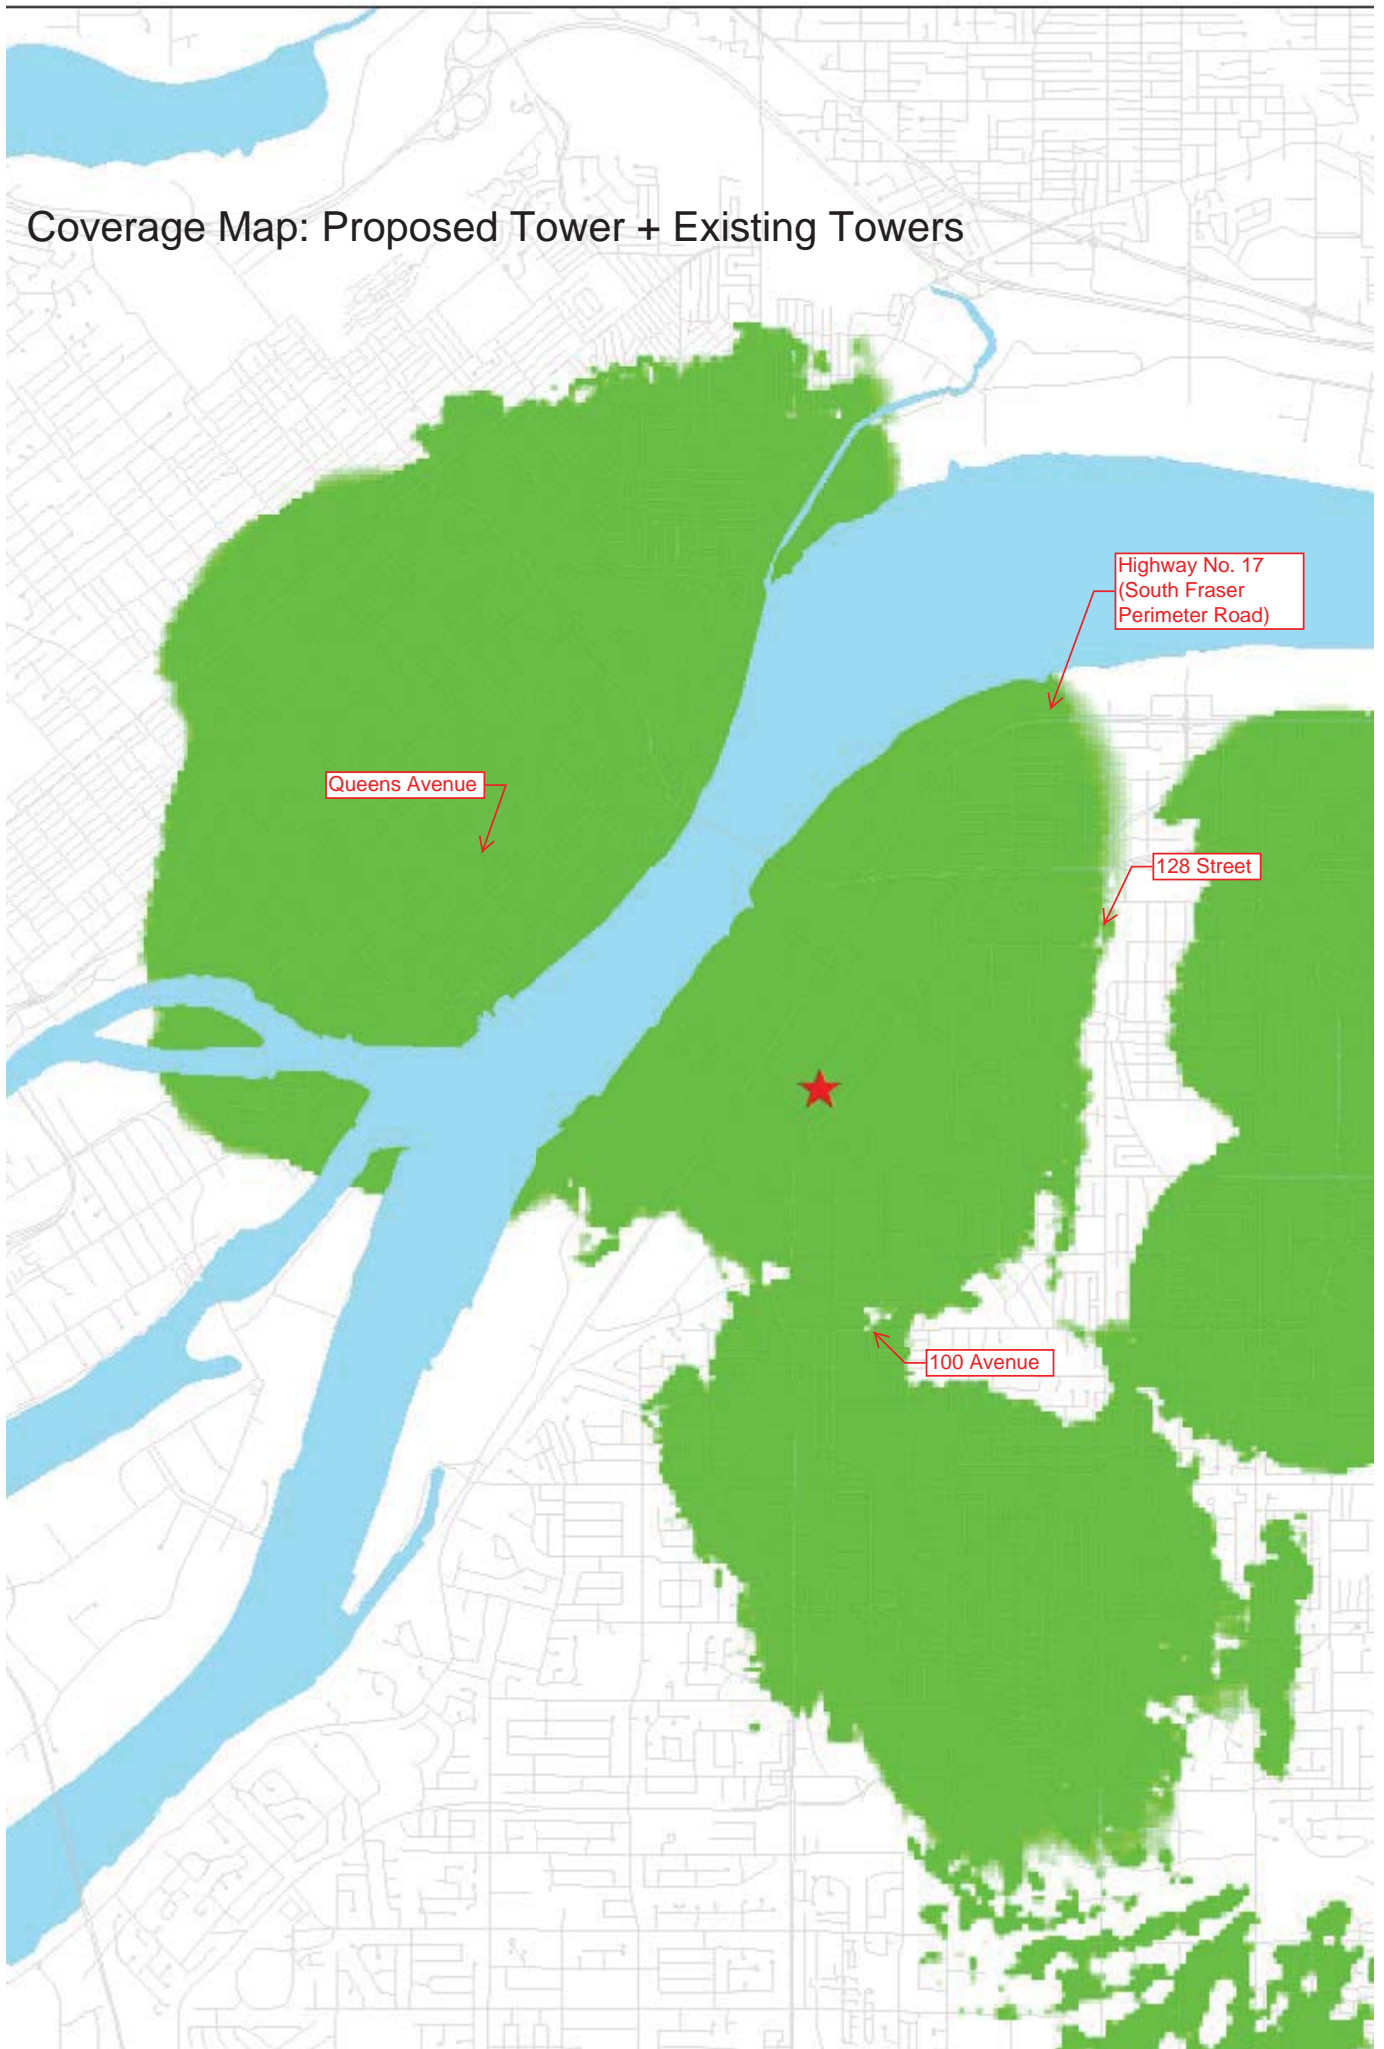 Coverage Map: Proposed Tower + Existing Towers
Highway No. 17
(South Fraser
Perimeter Road)
Queens Avenue
128 Street
100 Avenue